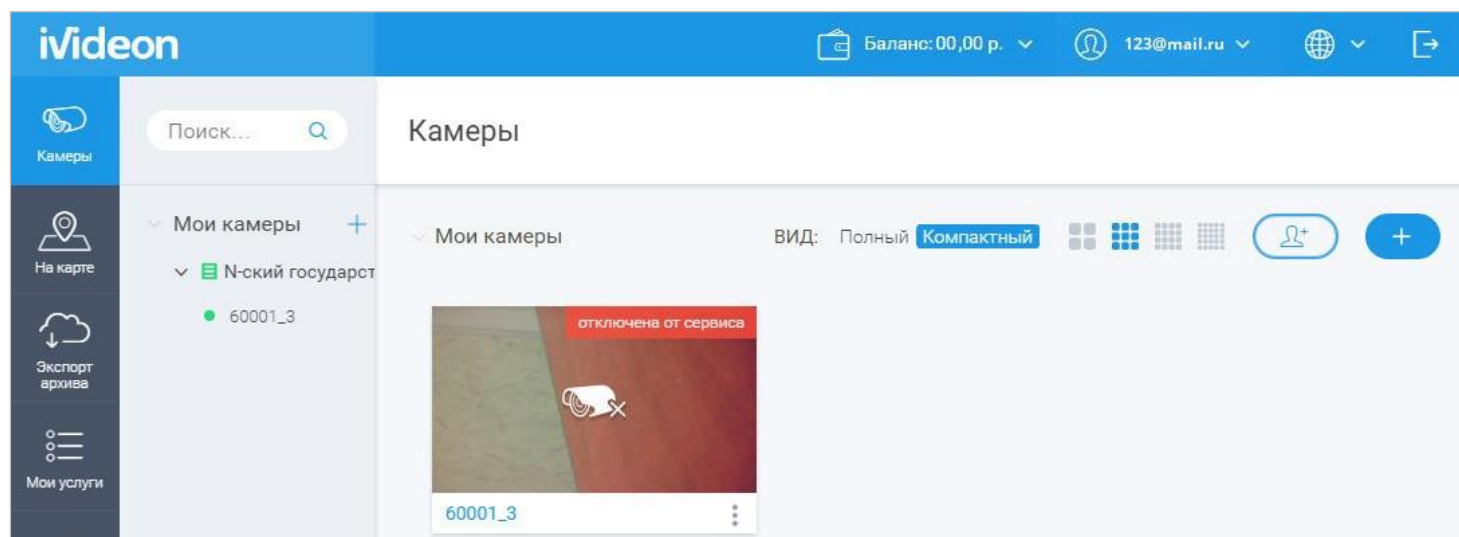 iVideon
Баланс: 00,00 р.
123@mail.ru
Камеры
Поиск...
Камеры
На карте
Мои камеры
N-ский государст
60001_3
Мои камеры
ВИД: Полный Компактный
отключена от сервиса
60001_3
Экспорт
архива
Мои услуги